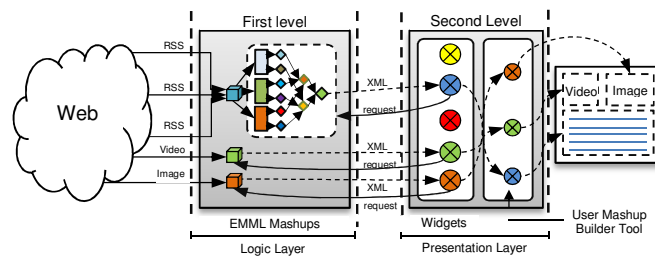 First level
Second Level
RSS
RSS
RSS
Web
Video
Image
XML
request
XML
request
XML
request
Video
Image
EMML Mashups
Widgets
User Mashup
Builder Tool
Logic Layer
Presentation Layer